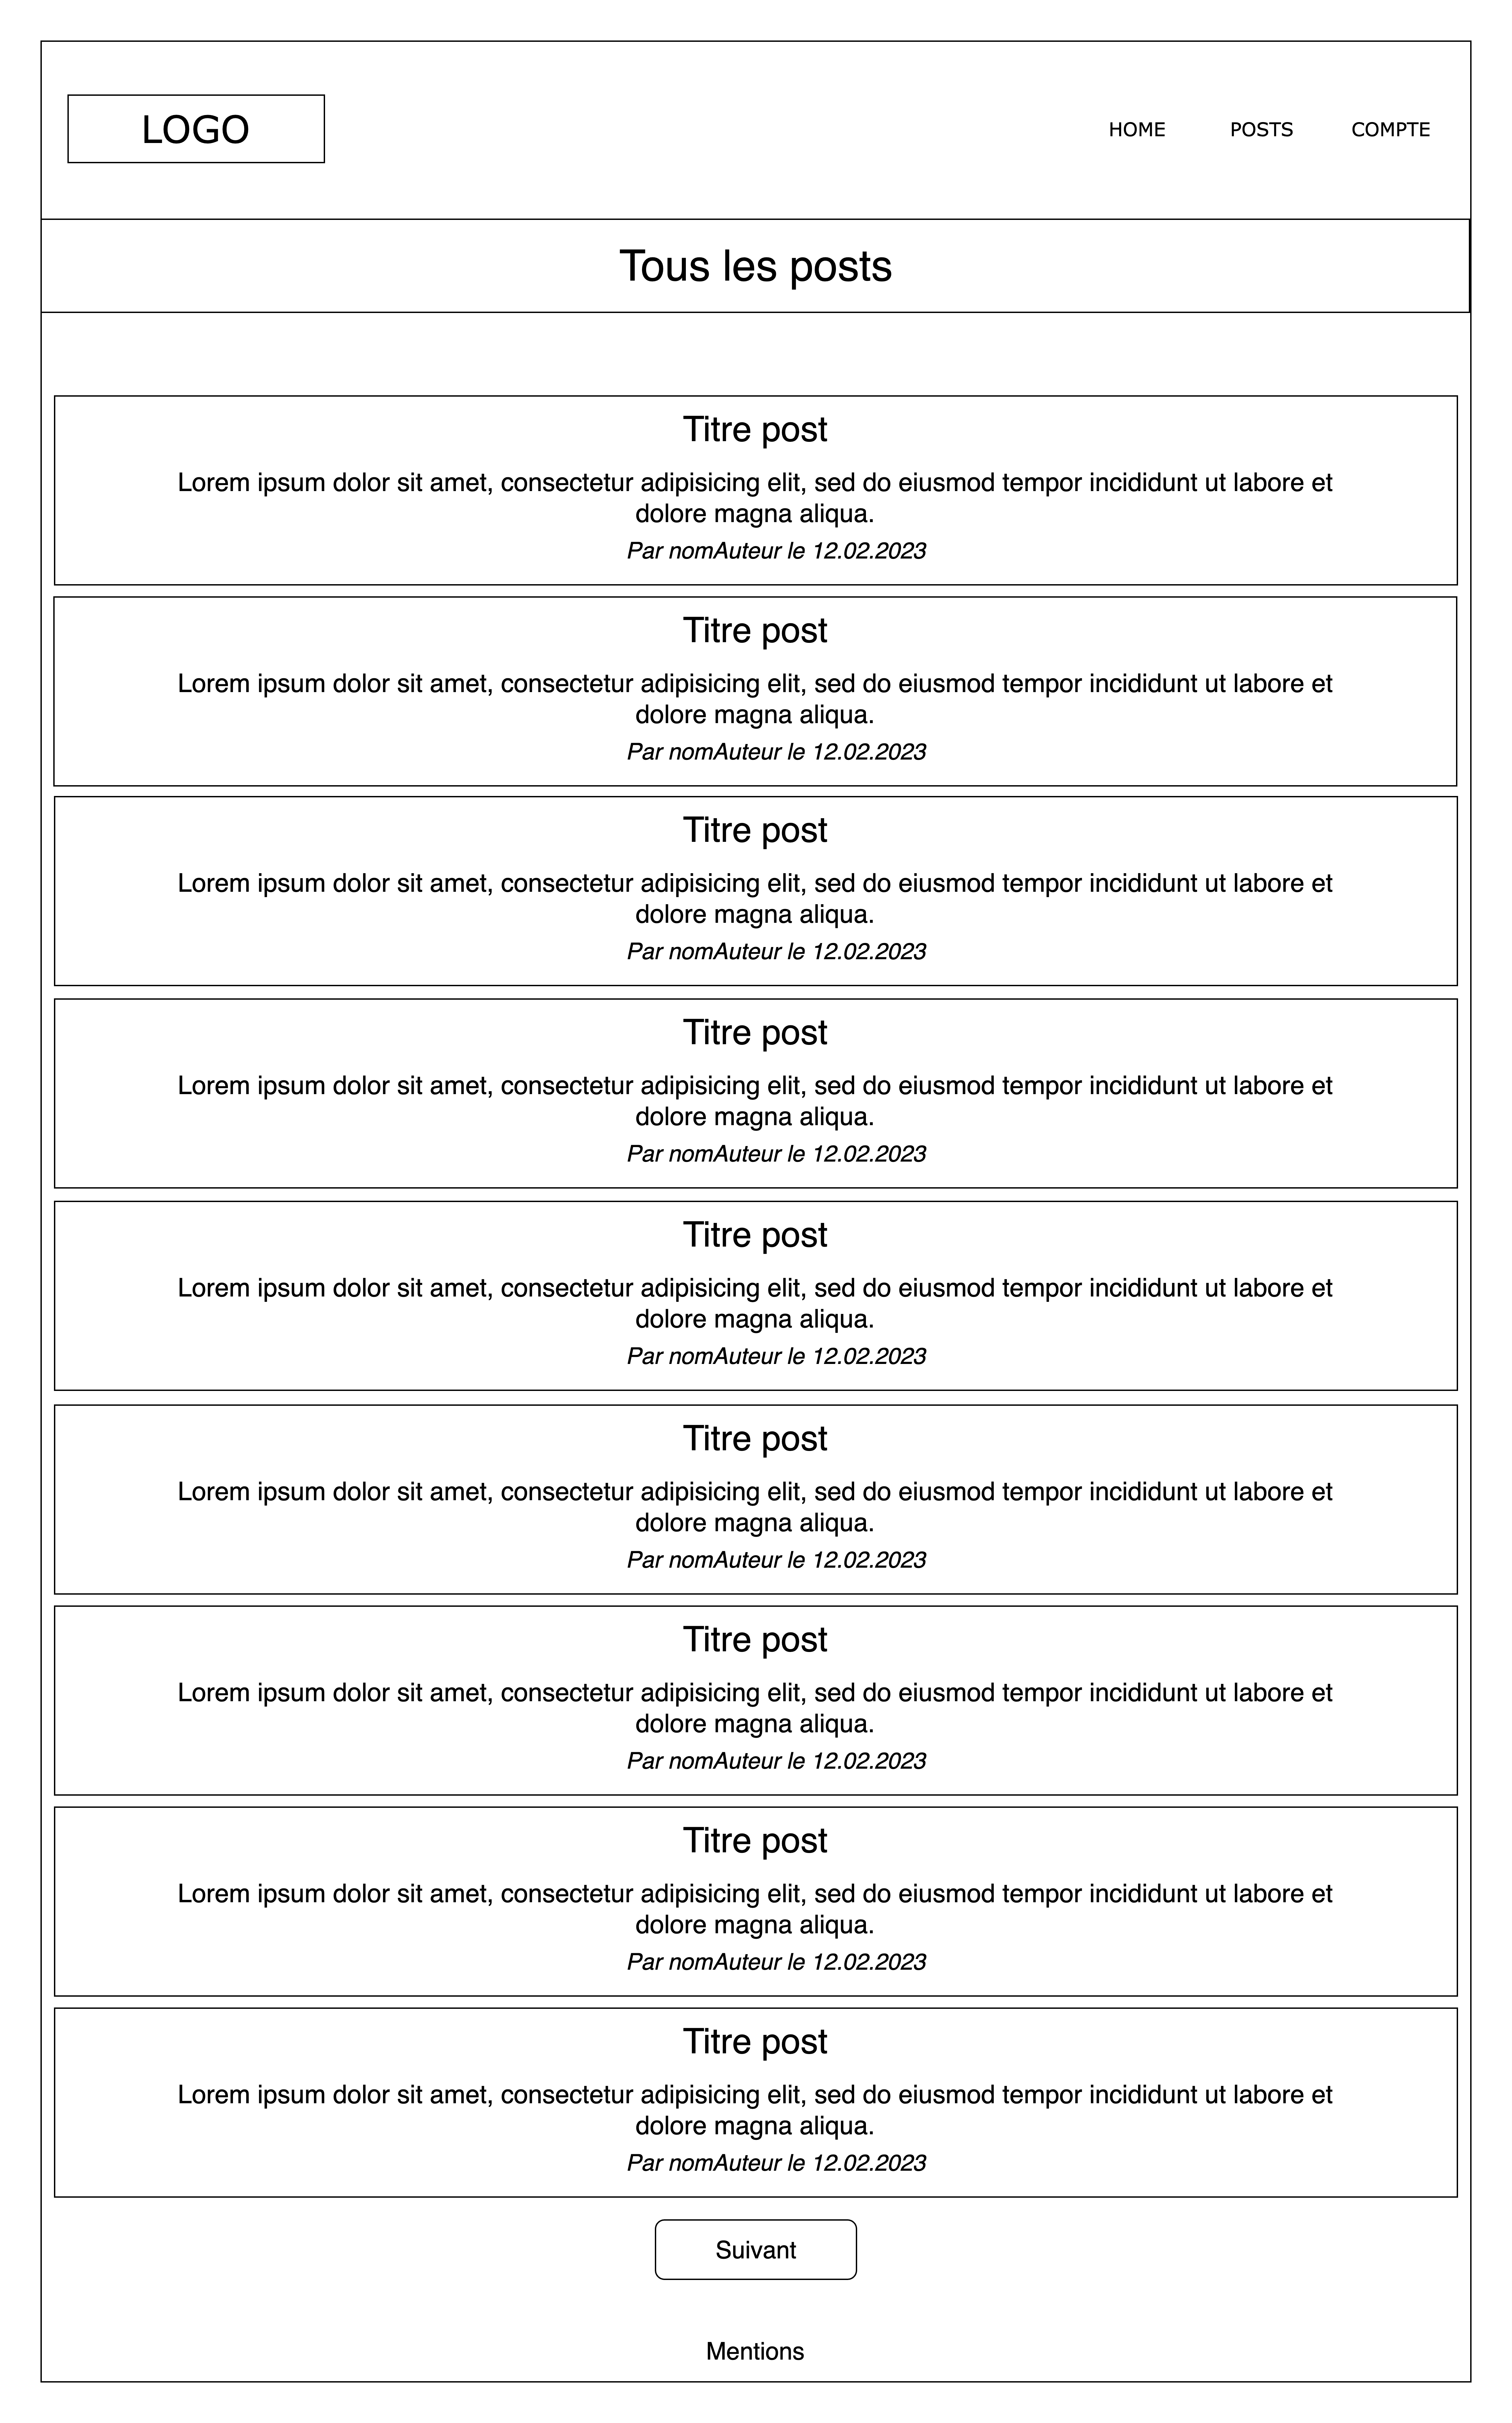 LOGO
HOME POSTS COMPTE
Tous les posts
Titre post
Lorem ipsum dolor sit amet, consectetur adipisicing elit, sed do eiusmod tempor incididunt ut labore et
dolore magna aliqua.
Par nomAuteur le 12.02.2023
Titre post
Lorem ipsum dolor sit amet, consectetur adipisicing elit, sed do eiusmod tempor incididunt ut labore et
dolore magna aliqua.
Par nomAuteur le 12.02.2023
Titre post
Lorem ipsum dolor sit amet, consectetur adipisicing elit, sed do eiusmod tempor incididunt ut labore et
dolore magna aliqua.
Par nomAuteur le 12.02.2023
Titre post
Lorem ipsum dolor sit amet, consectetur adipisicing elit, sed do eiusmod tempor incididunt ut labore et
dolore magna aliqua.
Par nomAuteur le 12.02.2023
Titre post
Lorem ipsum dolor sit amet, consectetur adipisicing elit, sed do eiusmod tempor incididunt ut labore et
dolore magna aliqua.
Par nomAuteur le 12.02.2023
Titre post
Lorem ipsum dolor sit amet, consectetur adipisicing elit, sed do eiusmod tempor incididunt ut labore et
dolore magna aliqua.
Par nomAuteur le 12.02.2023
Titre post
Lorem ipsum dolor sit amet, consectetur adipisicing elit, sed do eiusmod tempor incididunt ut labore et
dolore magna aliqua.
Par nomAuteur le 12.02.2023
Titre post
Lorem ipsum dolor sit amet, consectetur adipisicing elit, sed do eiusmod tempor incididunt ut labore et
dolore magna aliqua.
Par nomAuteur le 12.02.2023
Titre post
Lorem ipsum dolor sit amet, consectetur adipisicing elit, sed do eiusmod tempor incididunt ut labore et
dolore magna aliqua.
Par nomAuteur le 12.02.2023
Suivant
Mentions